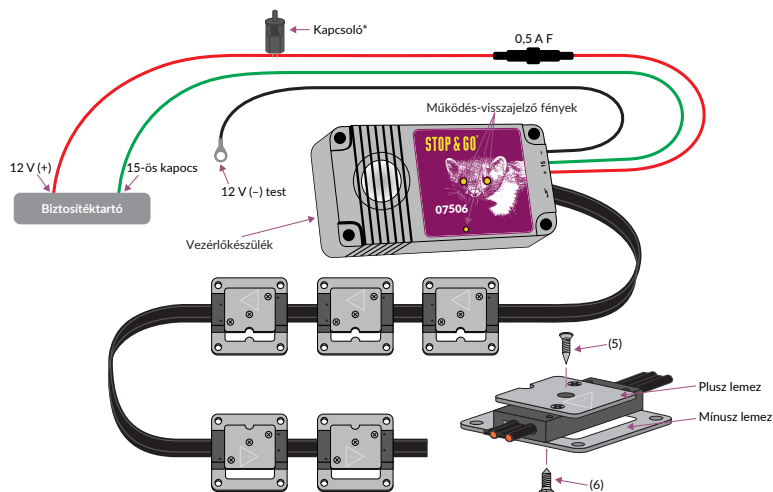 Kapcsoló*
0,5 A F
Működés-visszajelző fények
STOP & GO
12 V (+)
15-ös kapocs
12 V (–) test
- 15 +
07506
Biztosítéktartó
Vezérlőkészülék
(5)
Plusz lemez
Mínusz lemez
(6)